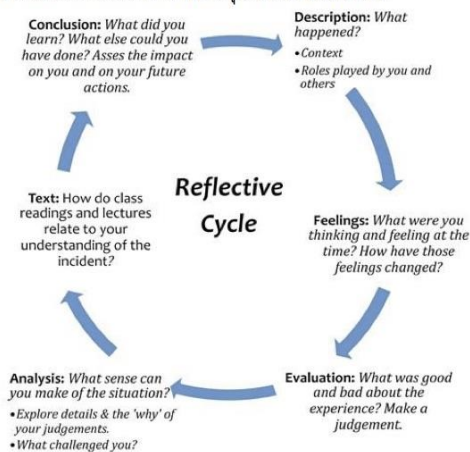 Conclusion: What did you
learn? What else could you
have done? Asses the impact
on you and on your future
actions.
Description: What
happened?
•Context
•Roles played by you and
others
Reflective
Cycle
Text: How do class
readings and lectures
relate to your
understanding of the
incident?
Feelings: What were you
thinking and feeling at the
time? How have those
feelings changed?
Analysis: What sense can
you make of the situation?
•Explore details & the 'why' of
your judgements.
•What challenged you?
Evaluation: What was good
and bad about the
experience? Make a
judgement.